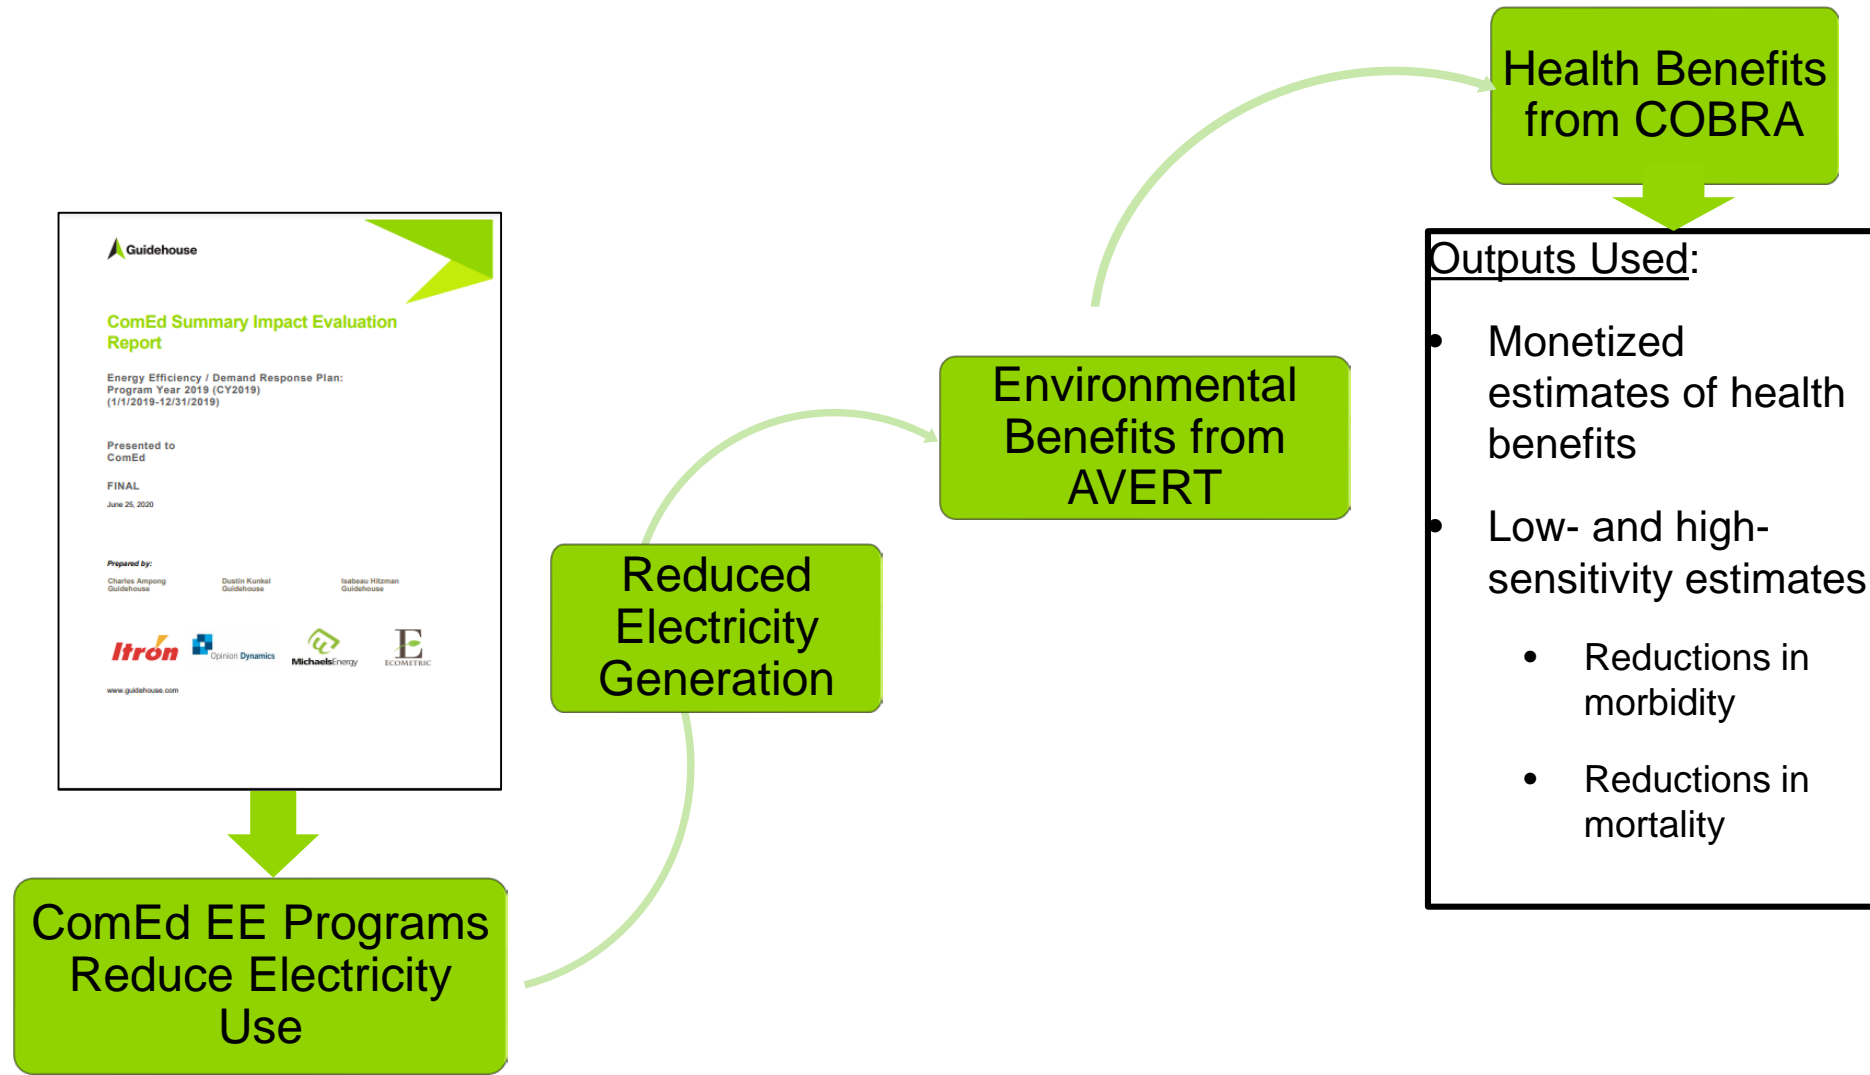 Guidehouse
ComEd Summary Impact Evaluation
Report
Energy Efficiency / Demand Response Plan:
Program Year 2019 (CY2019)
(1/1/2019-12/31/2019)
Presented to
ComEd
FINAL
June 25, 2020
Prepared by:
Charles Ampong
Guidehouse
Dustin Kunkel
Guidehouse
Isabeau Hitzman
Guidehouse
Itrón
Opinion Dynamics
MichaelsEnergy
E
ECOMETRIC
www.guidehouse.com
ComEd EE Programs
Reduce Electricity
Use
Reduced
Electricity
Generation
Environmental
Benefits from
AVERT
Health Benefits
from COBRA
Outputs Used:
• Monetized
estimates of health
benefits
• Low- and high-
sensitivity estimates
• Reductions in
morbidity
• Reductions in
mortality